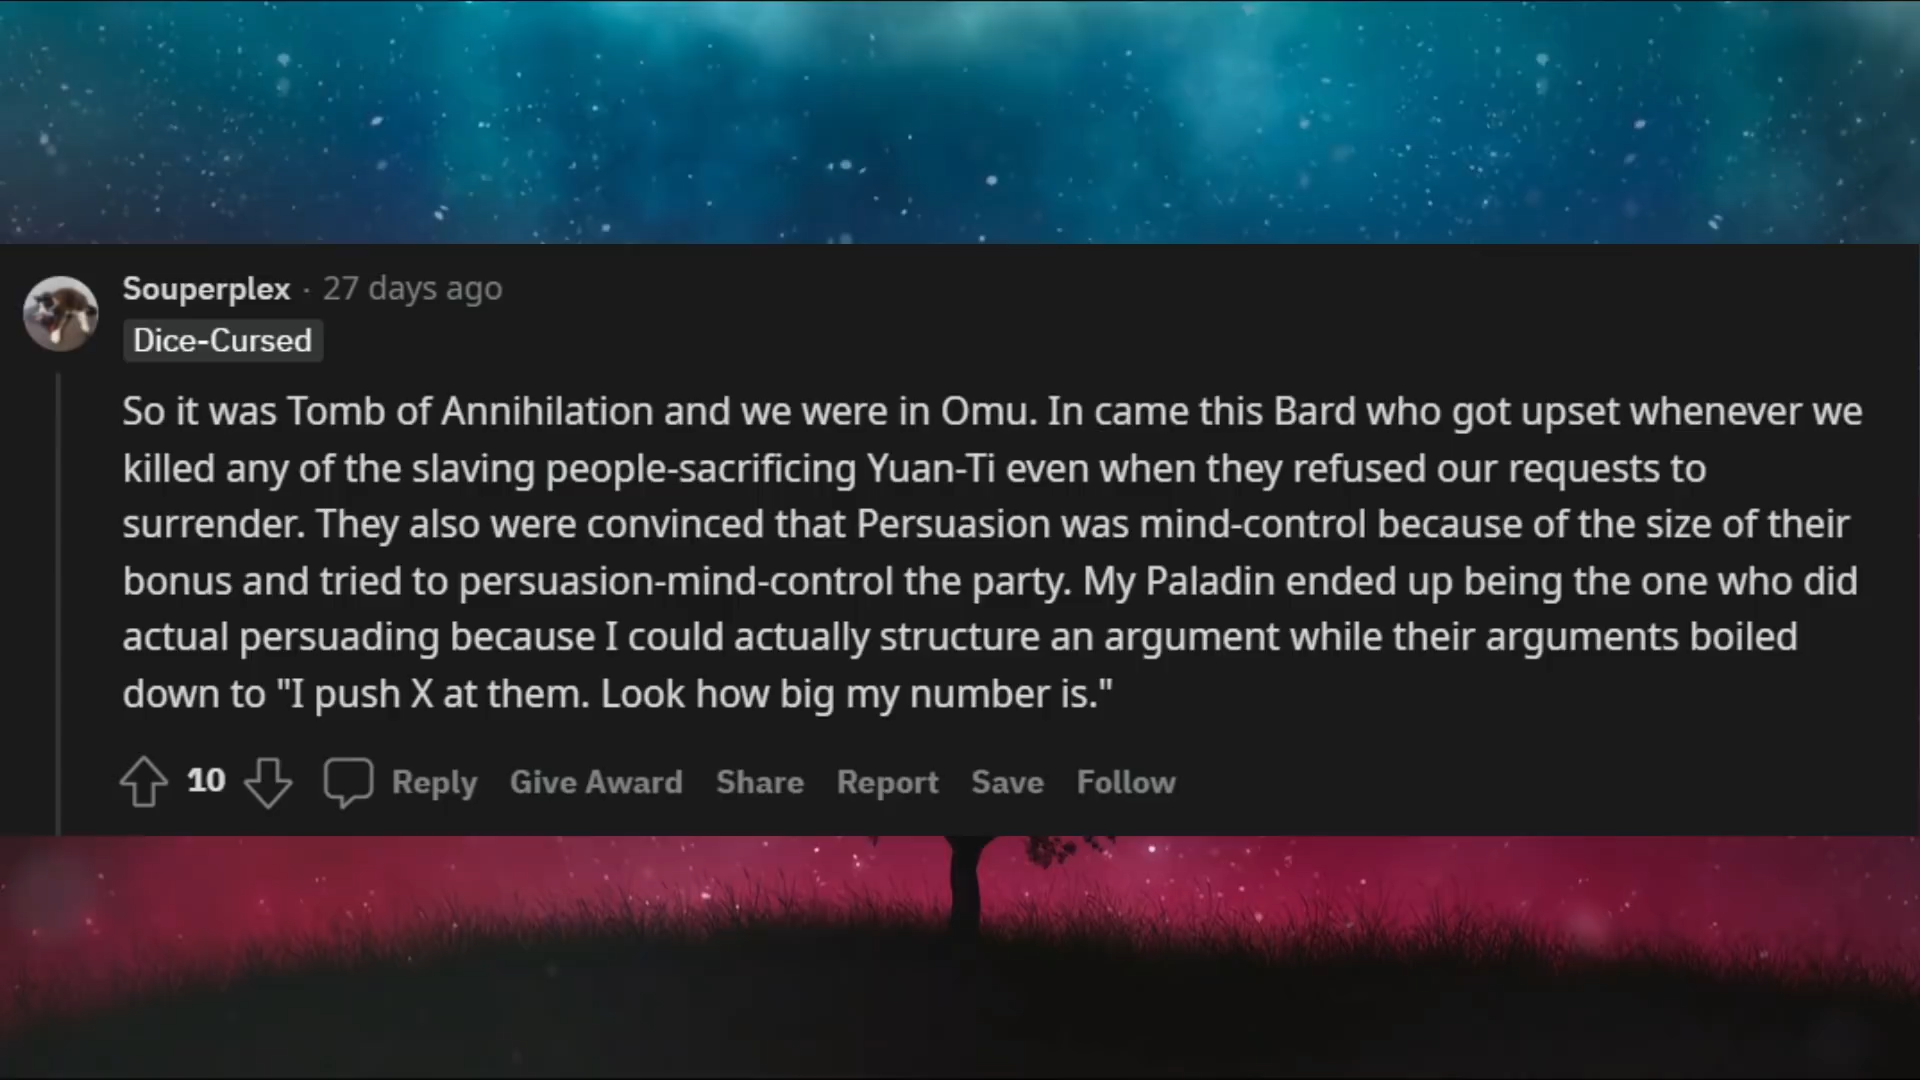 Souperplex · 27 days ago
Dice-Cursed
So it was Tomb of Annihilation and we were in Omu. In came this Bard who got upset whenever we
killed any of the slaving people-sacrificing Yuan-Ti even when they refused our requests to
surrender. They also were convinced that Persuasion was mind-control because of the size of their
bonus and tried to persuasion-mind-control the party. My Paladin ended up being the one who did
actual persuading because I could actually structure an argument while their arguments boiled
down to "I push X at them. Look how big my number is."
10 Reply Give Award Share Report Save Follow